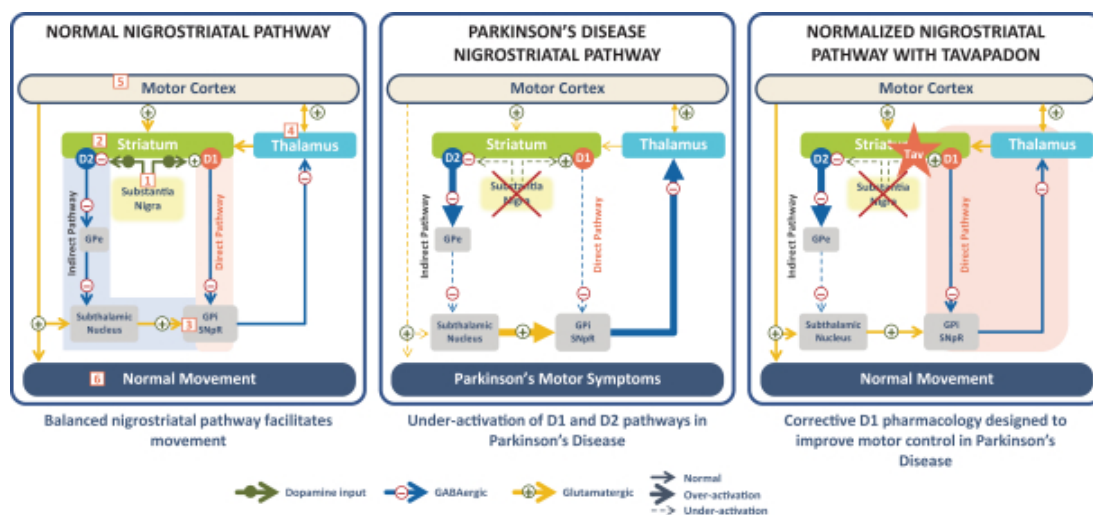 NORMAL NIGROSTRIATAL PATHWAY
5
Motor Cortex
2
Striatum
4
Thalamus
D2
D1
1
Substantia
Nigra
Indirect Pathway
Direct Pathway
GPe
Subthalamic
Nucleus
3
GPi
SNpR
6
Normal Movement
Balanced nigrostriatal pathway facilitates
movement
PARKINSON'S DISEASE
NIGROSTRIATAL PATHWAY
Motor Cortex
Striatum
Thalamus
D2
D1
Substantia
Nigra
Indirect Pathway
Direct Pathway
GPe
Subthalamic
Nucleus
GPi
SNpR
Parkinson's Motor Symptoms
Under-activation of D1 and D2 pathways in
Parkinson's Disease
NORMALIZED NIGROSTRIATAL
PATHWAY WITH TAVAPADON
Motor Cortex
Striatum
Thalamus
D2
Tav
D1
Substantia
Nigra
Indirect Pathway
Direct Pathway
GPe
Subthalamic
Nucleus
GPi
SNpR
Normal Movement
Corrective D1 pharmacology designed to
improve motor control in Parkinson's
Disease
Dopamine input
GABAergic
Glutamatergic
Normal
Over-activation
Under-activation